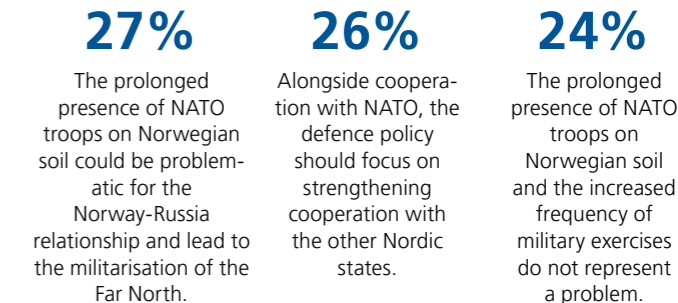 27%
The prolonged
presence of NATO
troops on Norwegian
soil could be problem-
atic for the
Norway-Russia
relationship and lead to
the militarisation of the
Far North.
26%
Alongside coopera-
tion with NATO, the
defence policy
should focus on
strengthening
cooperation with
the other Nordic
states.
24%
The prolonged
presence of NATO
troops on
Norwegian soil
and the increased
frequency of
military exercises
do not represent
a problem.